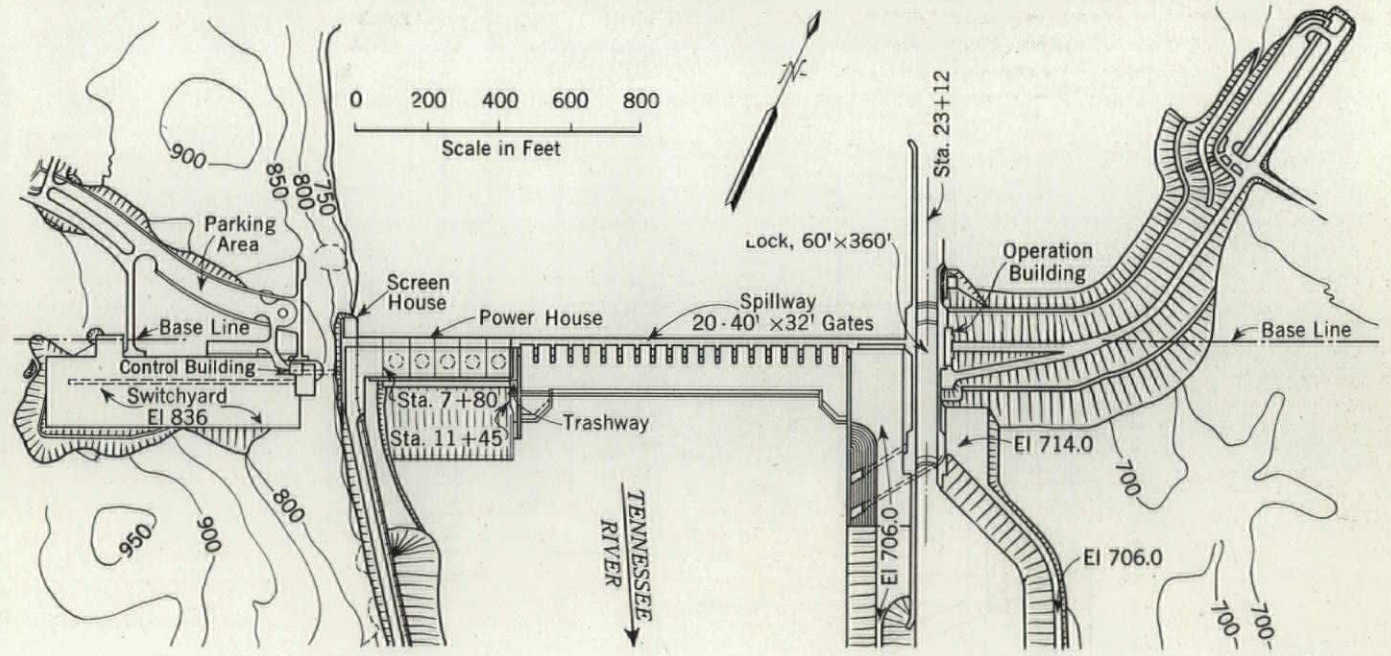 0 200 400 600 800
Scale in Feet
N
Sta. 23+12
900
850
800
750
Parking
Area
Lock, 60'×360'
Operation
Building
Screen
House
Power House
Spillway
20-40' ×32' Gates
Base Line
Base Line
Control Building
Switchyard
El 836
Sta. 7+80
Sta. 11+45
Trashway
El 714.0
700
950
900
800
TENNESSEE
RIVER
El 706.0
El 706.0
700
700